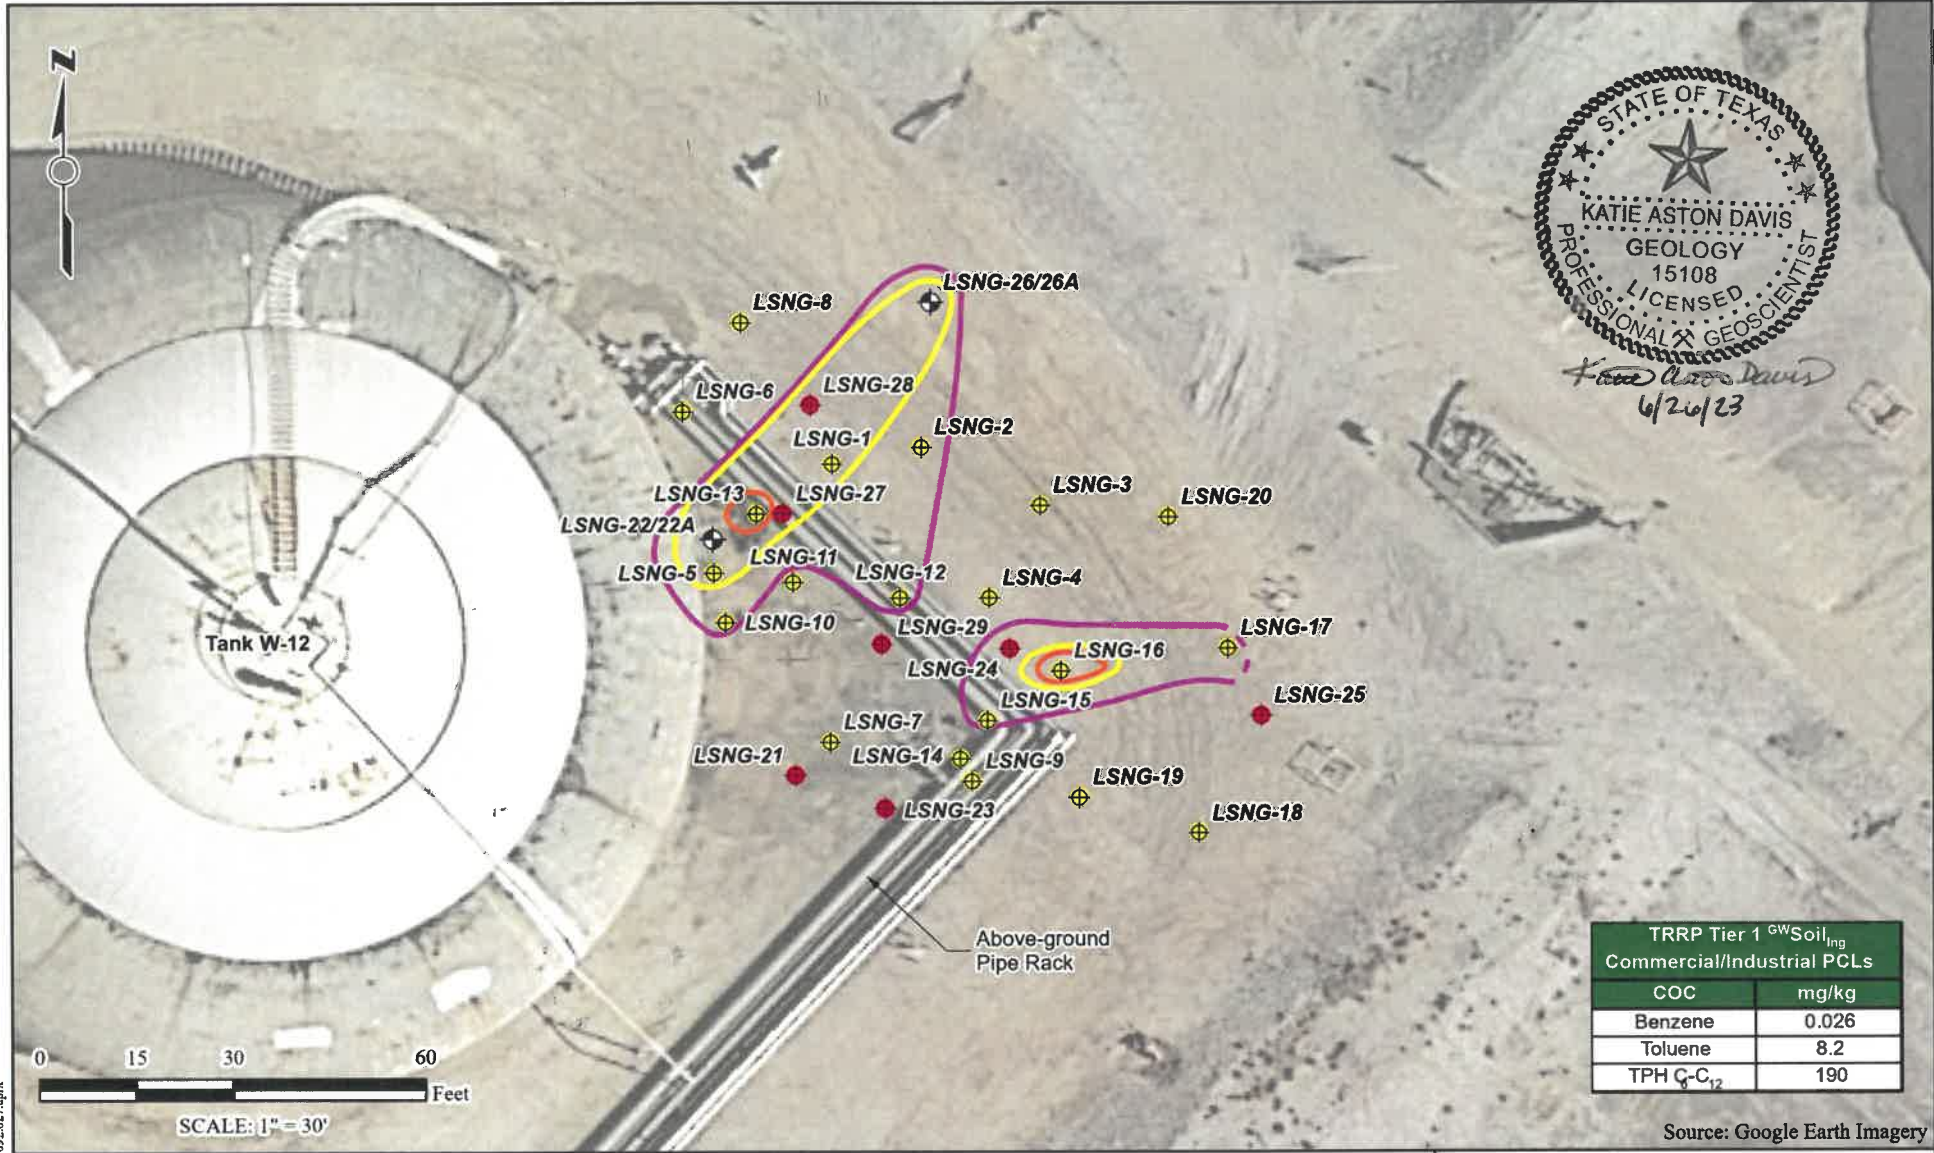 N
STATE OF TEXAS
KATIE ASTON DAVIS
GEOLOGY
15108
LICENSED
PROFESSIONAL GEOSCIENTIST
Davis
6/26/23
LSNG-26/26A
LSNG-8
LSNG-28
LSNG-6
LSNG-2
LSNG-1
LSNG-3
LSNG-20
LSNG-13
LSNG-27
LSNG-22/22A
LSNG-11
LSNG-5
LSNG-12
LSNG-4
LSNG-10
LSNG-29
LSNG-17
Tank W-12
LSNG-16
LSNG-24
LSNG-25
LSNG-15
LSNG-7
LSNG-21
LSNG-14
LSNG-9
LSNG-19
LSNG-23
LSNG-18
Above-ground
Pipe Rack
0 15 30 60
Feet
SCALE: 1" = 30'
TRRP Tier 1 GWSoilIng
Commercial/Industrial PCLs
COC mg/kg
Benzene 0.026
Toluene 8.2
TPH C6-C12 190
Source: Google Earth Imagery